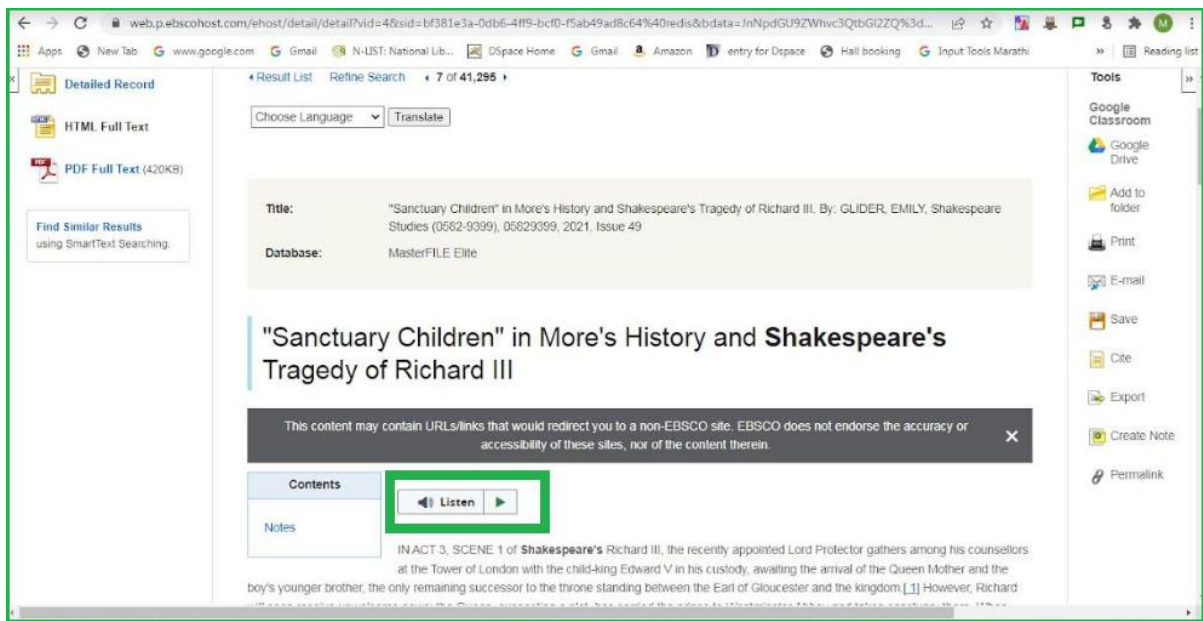 web.p.ebscohost.com/ehost/detail/detail?vid=4&sid=bf381e3a-0db6-4ff9-bcf0-f5ab49ad8c64%40redis&bdata=JnNpdGU9ZWhvc3QtbGl2ZQ%3d...
M
Apps New Tab G www.google.com G Gmail N-LIST: National Lib... DSpace Home G Gmail a Amazon D entry for Dspace Hall booking G Input Tools Marathi » Reading list
Detailed Record
HTML Full Text
PDF Full Text (420KB)
Find Similar Results
using SmartText Searching.
Result List Refine Search 7 of 41,295
Choose Language Translate
Title: "Sanctuary Children" in More's History and Shakespeare's Tragedy of Richard III. By: GLIDER, EMILY, Shakespeare
Studies (0582-9399), 05829399, 2021, Issue 49
Database: MasterFILE Elite
"Sanctuary Children" in More's History and Shakespeare's
Tragedy of Richard III
This content may contain URLs/links that would redirect you to a non-EBSCO site. EBSCO does not endorse the accuracy or
accessibility of these sites, nor of the content therein.
Contents
Notes
Listen
IN ACT 3, SCENE 1 of Shakespeare's Richard III, the recently appointed Lord Protector gathers among his counsellors
at the Tower of London with the child-king Edward V in his custody, awaiting the arrival of the Queen Mother and the
boy's younger brother, the only remaining successor to the throne standing between the Earl of Gloucester and the kingdom.[1] However, Richard
Tools
Google
Classroom
Google
Drive
Add to
folder
Print
E-mail
Save
Cite
Export
Create Note
Permalink